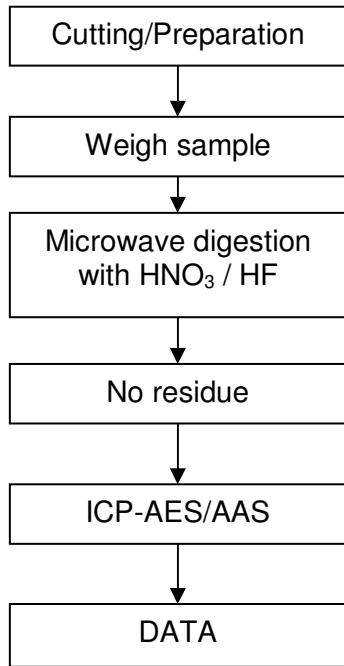 Cutting/Preparation
Weigh sample
Microwave digestion
with HNO₃ / HF
No residue
ICP-AES/AAS
DATA